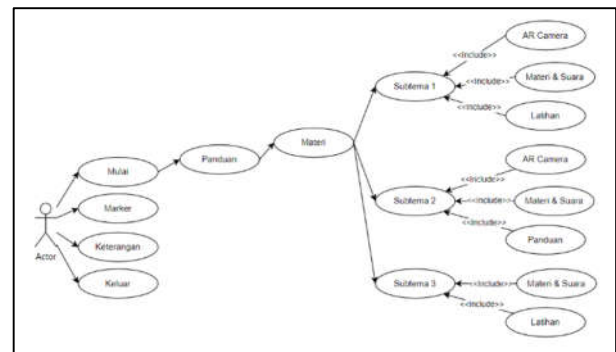 AR Camera
<<Include>>
Subtema 1
<<Include>>
Materi & Suara
<<Include>>
Latihan
Materi
Panduan
Mulai
AR Camera
<<Include>>
Marker
Subtema 2
<<Include>>
Materi & Suara
<<Include>>
Keterangan
Panduan
Actor
Keluar
Subtema 3
<<Include>>
Materi & Suara
<<Include>>
Latihan